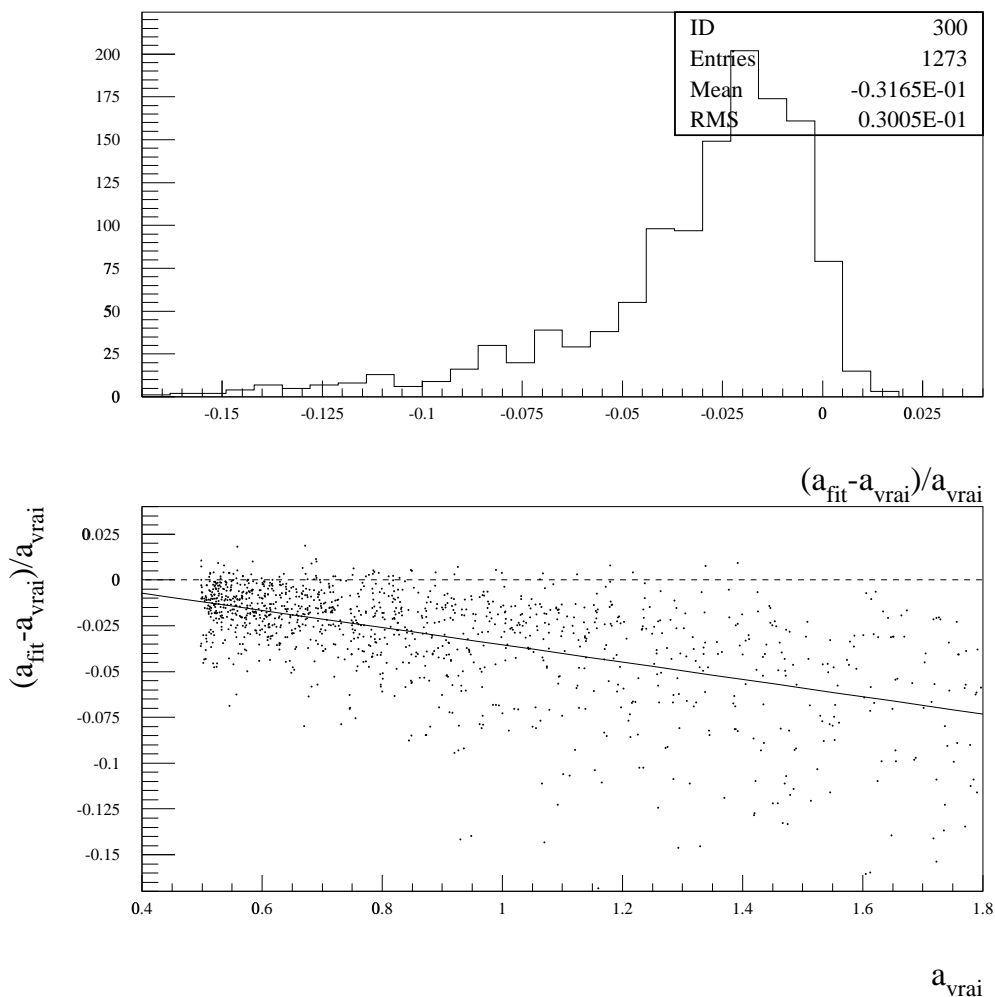 ID 300
Entries 1273
Mean -0.3165E-01
RMS 0.3005E-01
200
175
150
125
100
75
50
25
0
-0.15 -0.125 -0.1 -0.075 -0.05 -0.025 0 0.025
(a_fit-a_vrai)/a_vrai
(a_fit-a_vrai)/a_vrai
0.025
0
-0.025
-0.05
-0.075
-0.1
-0.125
-0.15
0.4 0.6 0.8 1 1.2 1.4 1.6 1.8
a_vrai